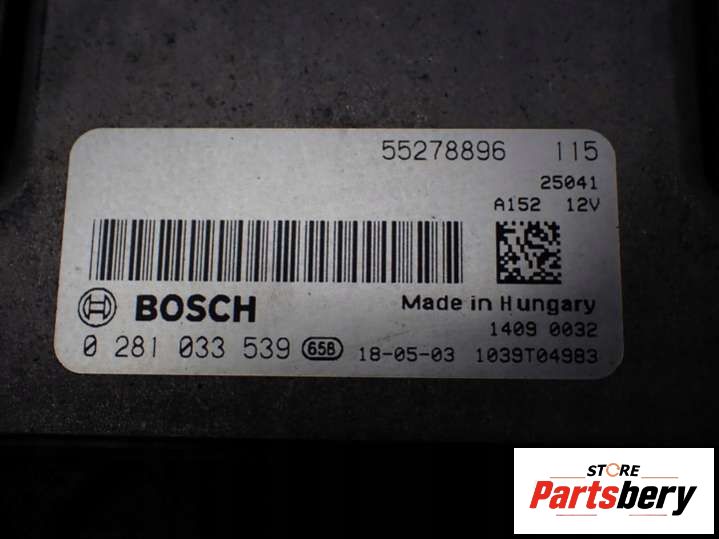 55278896 115
25041
A152 12V
BOSCH
Made in Hungary
1409 0032
0 281 033 539 658 18-05-03 1039T04983
STORE
Partsbery